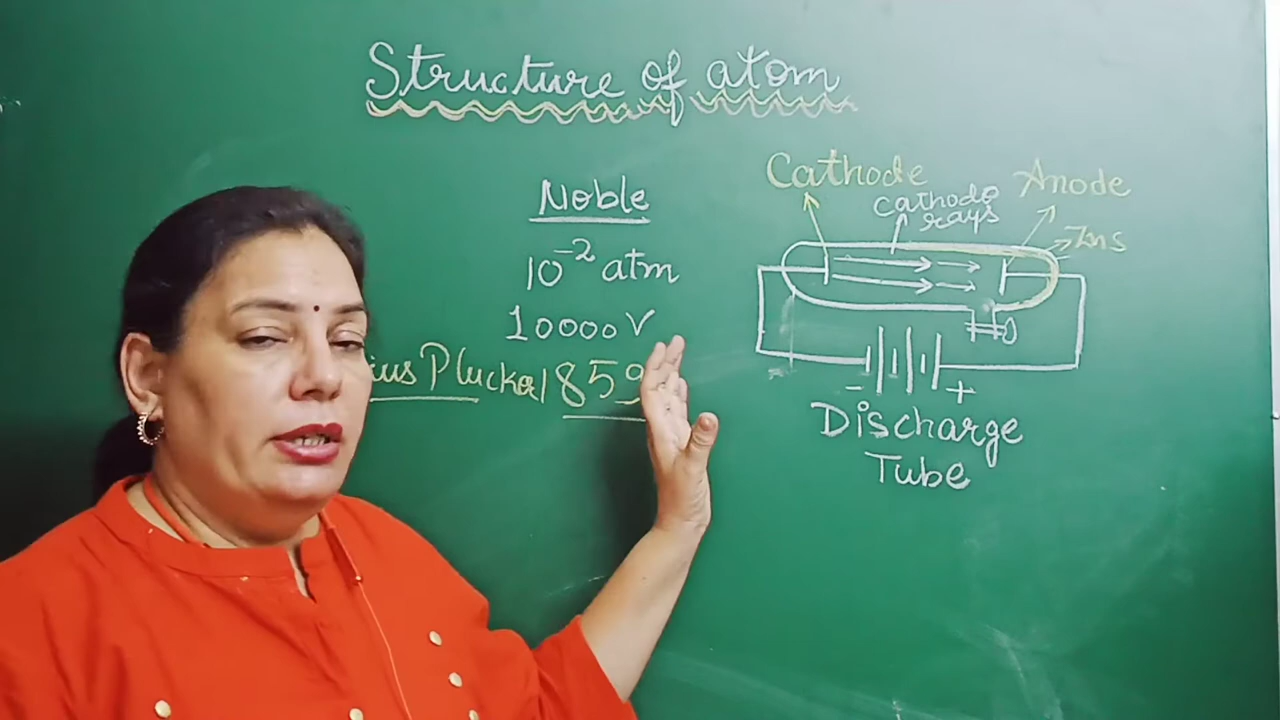 Structure of atom
Noble
10⁻² atm
10000 V
ius Plucker 1859
Cathode
Cathode
rays
Anode
Zns
- +
Discharge
Tube